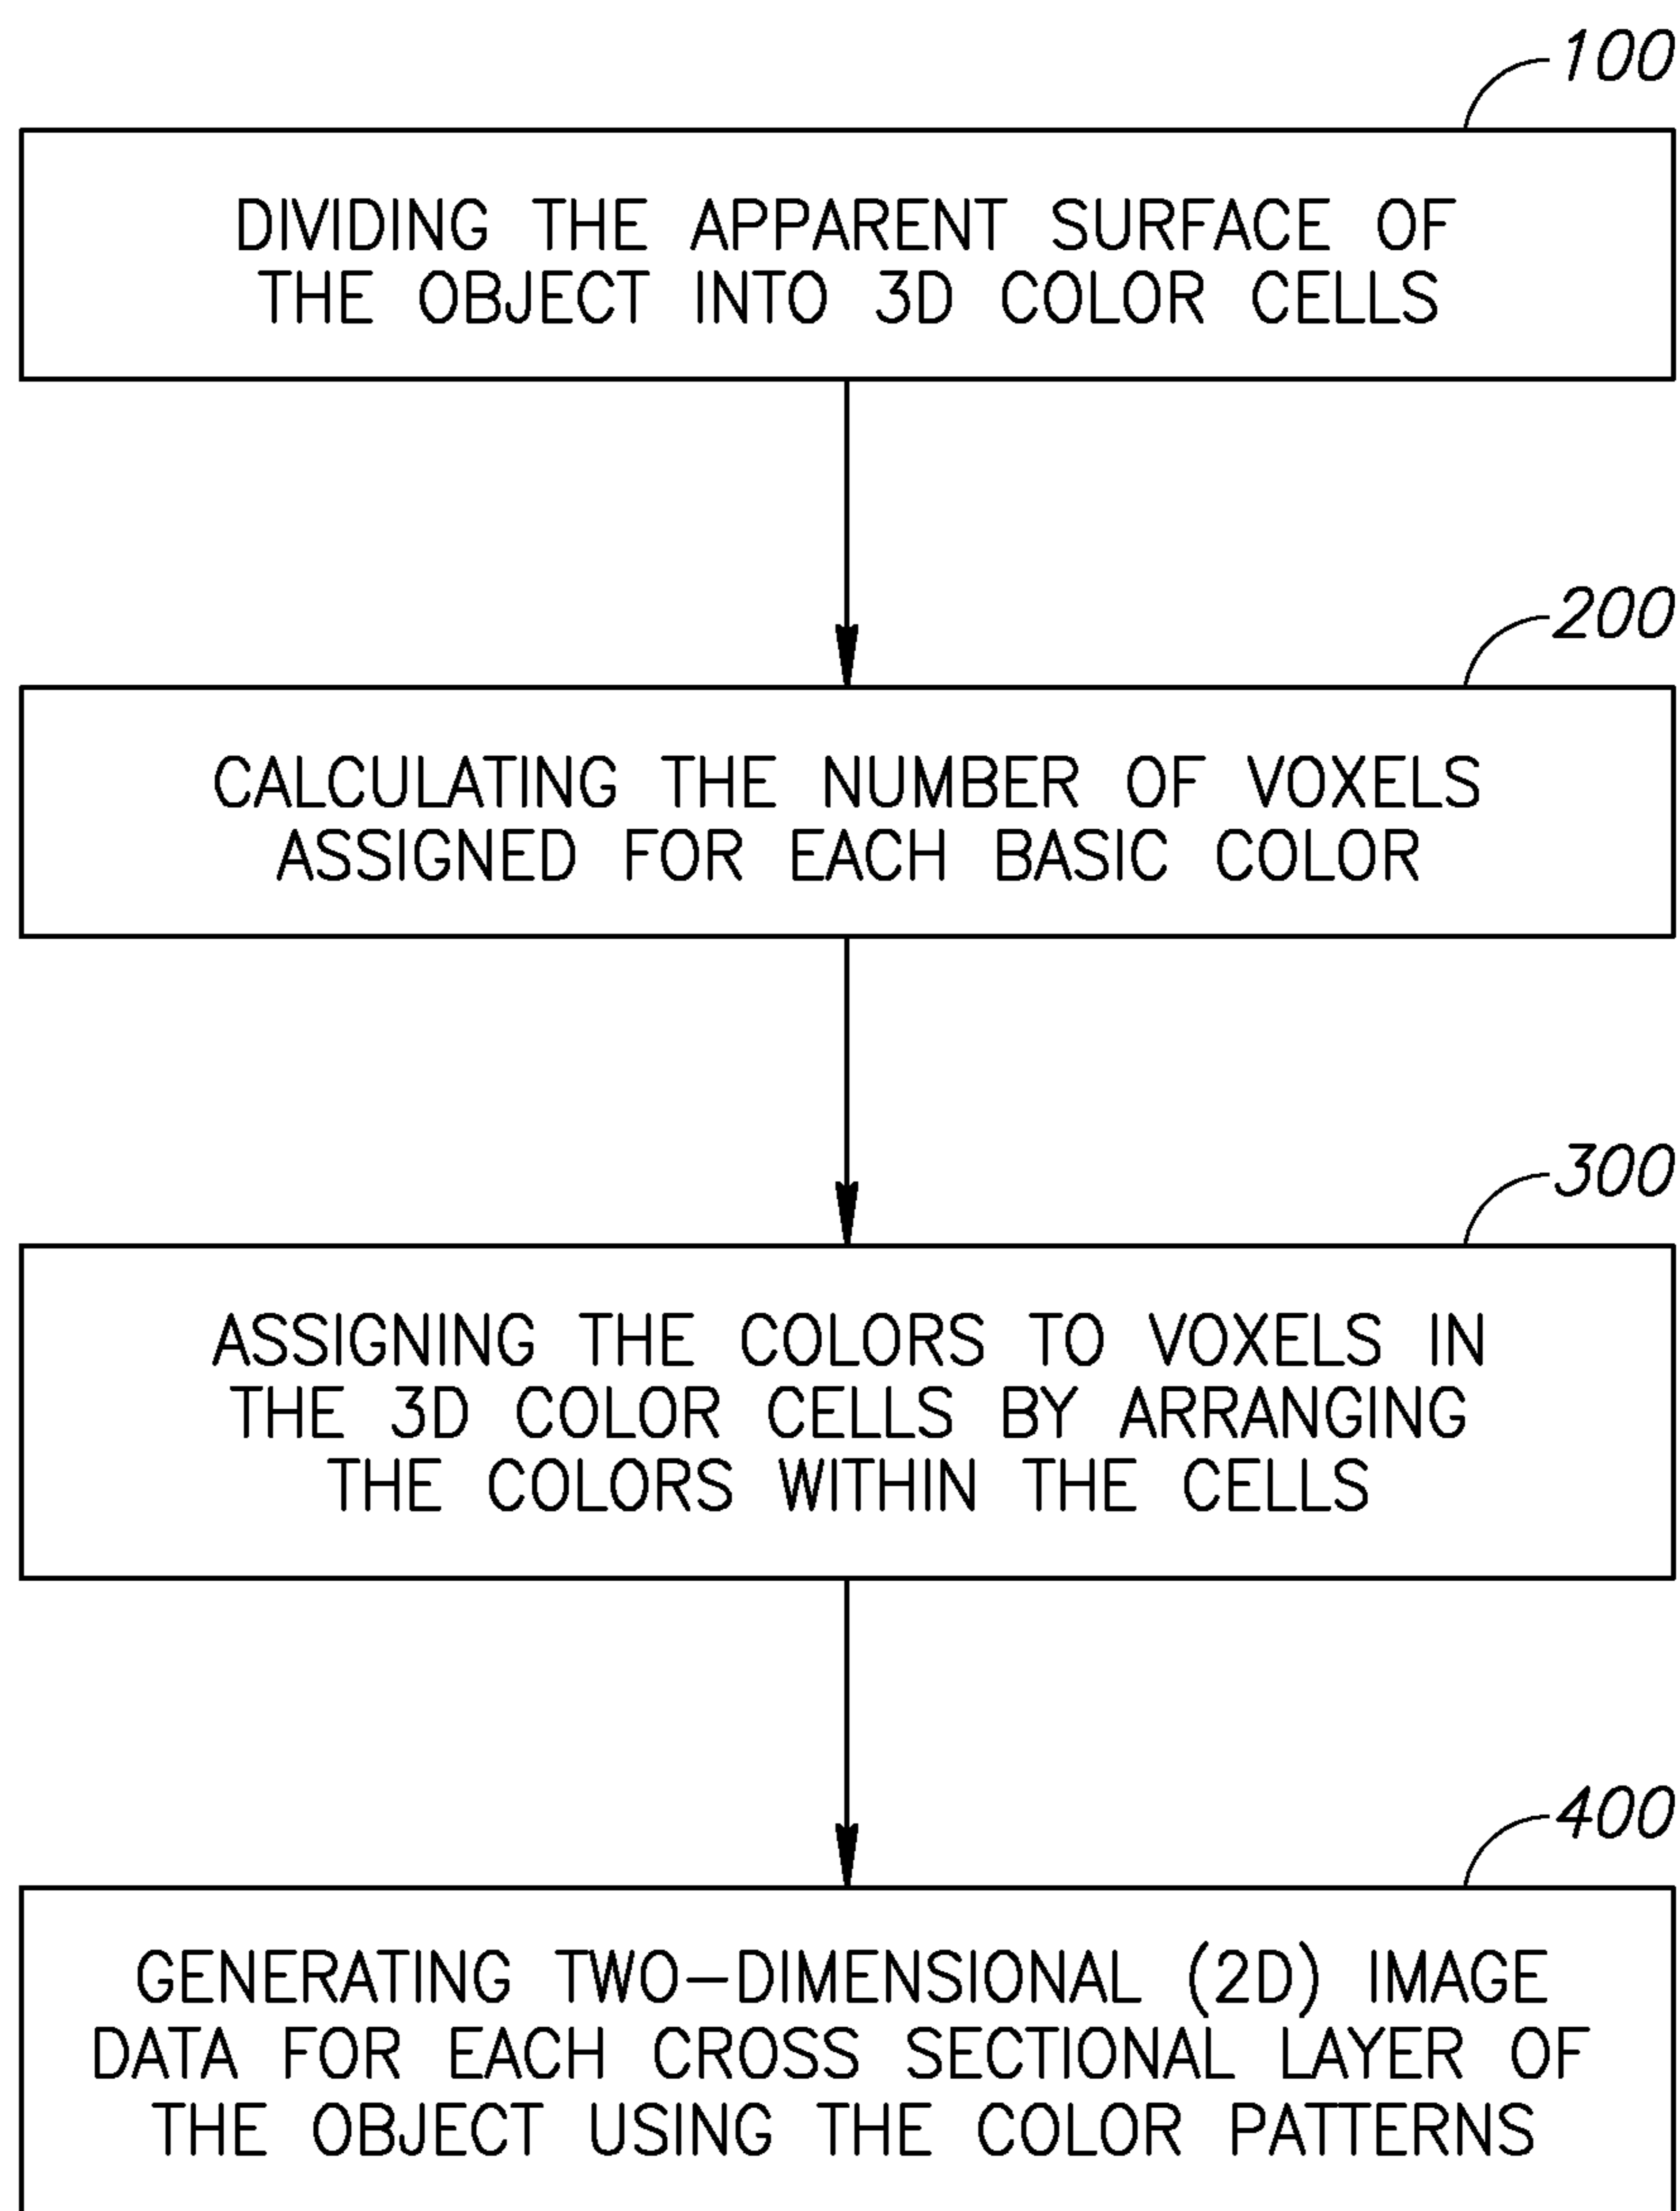 100
DIVIDING THE APPARENT SURFACE OF
THE OBJECT INTO 3D COLOR CELLS
200
CALCULATING THE NUMBER OF VOXELS
ASSIGNED FOR EACH BASIC COLOR
300
ASSIGNING THE COLORS TO VOXELS IN
THE 3D COLOR CELLS BY ARRANGING
THE COLORS WITHIN THE CELLS
400
GENERATING TWO-DIMENSIONAL (2D) IMAGE
DATA FOR EACH CROSS SECTIONAL LAYER OF
THE OBJECT USING THE COLOR PATTERNS